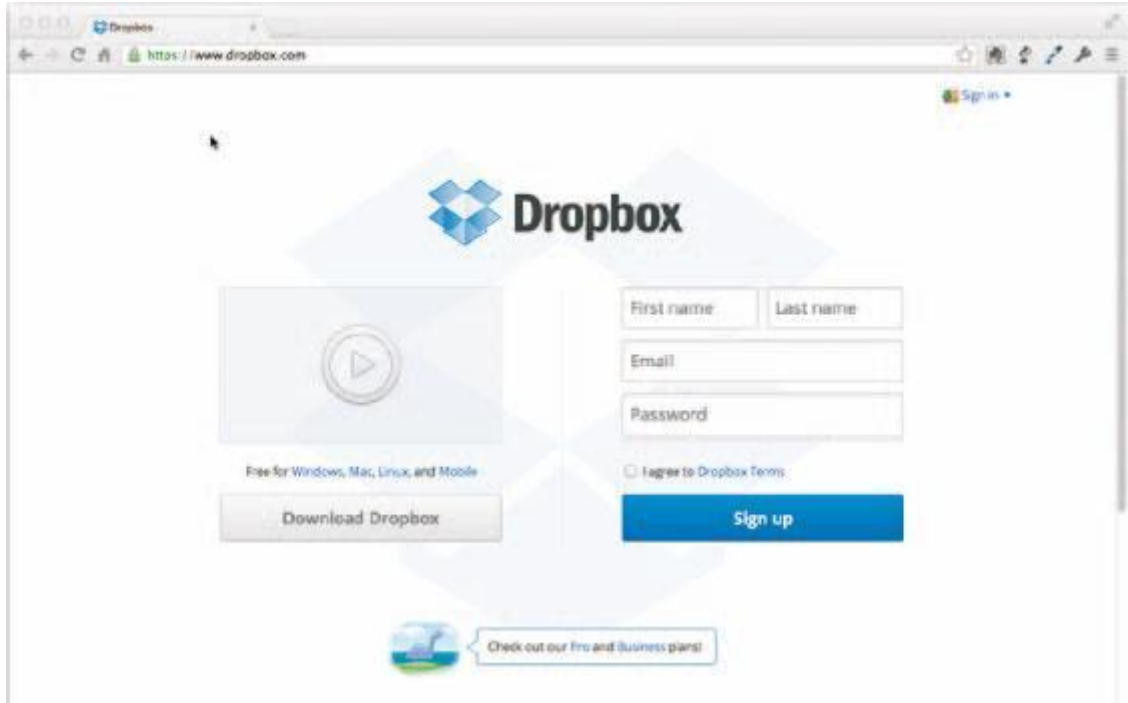 Dropbox
https://www.dropbox.com
Sign in
Dropbox
First name Last name
Email
Password
Free for Windows, Mac, Linux, and Mobile
I agree to Dropbox Terms
Download Dropbox
Sign up
Check out our Pro and Business plans!